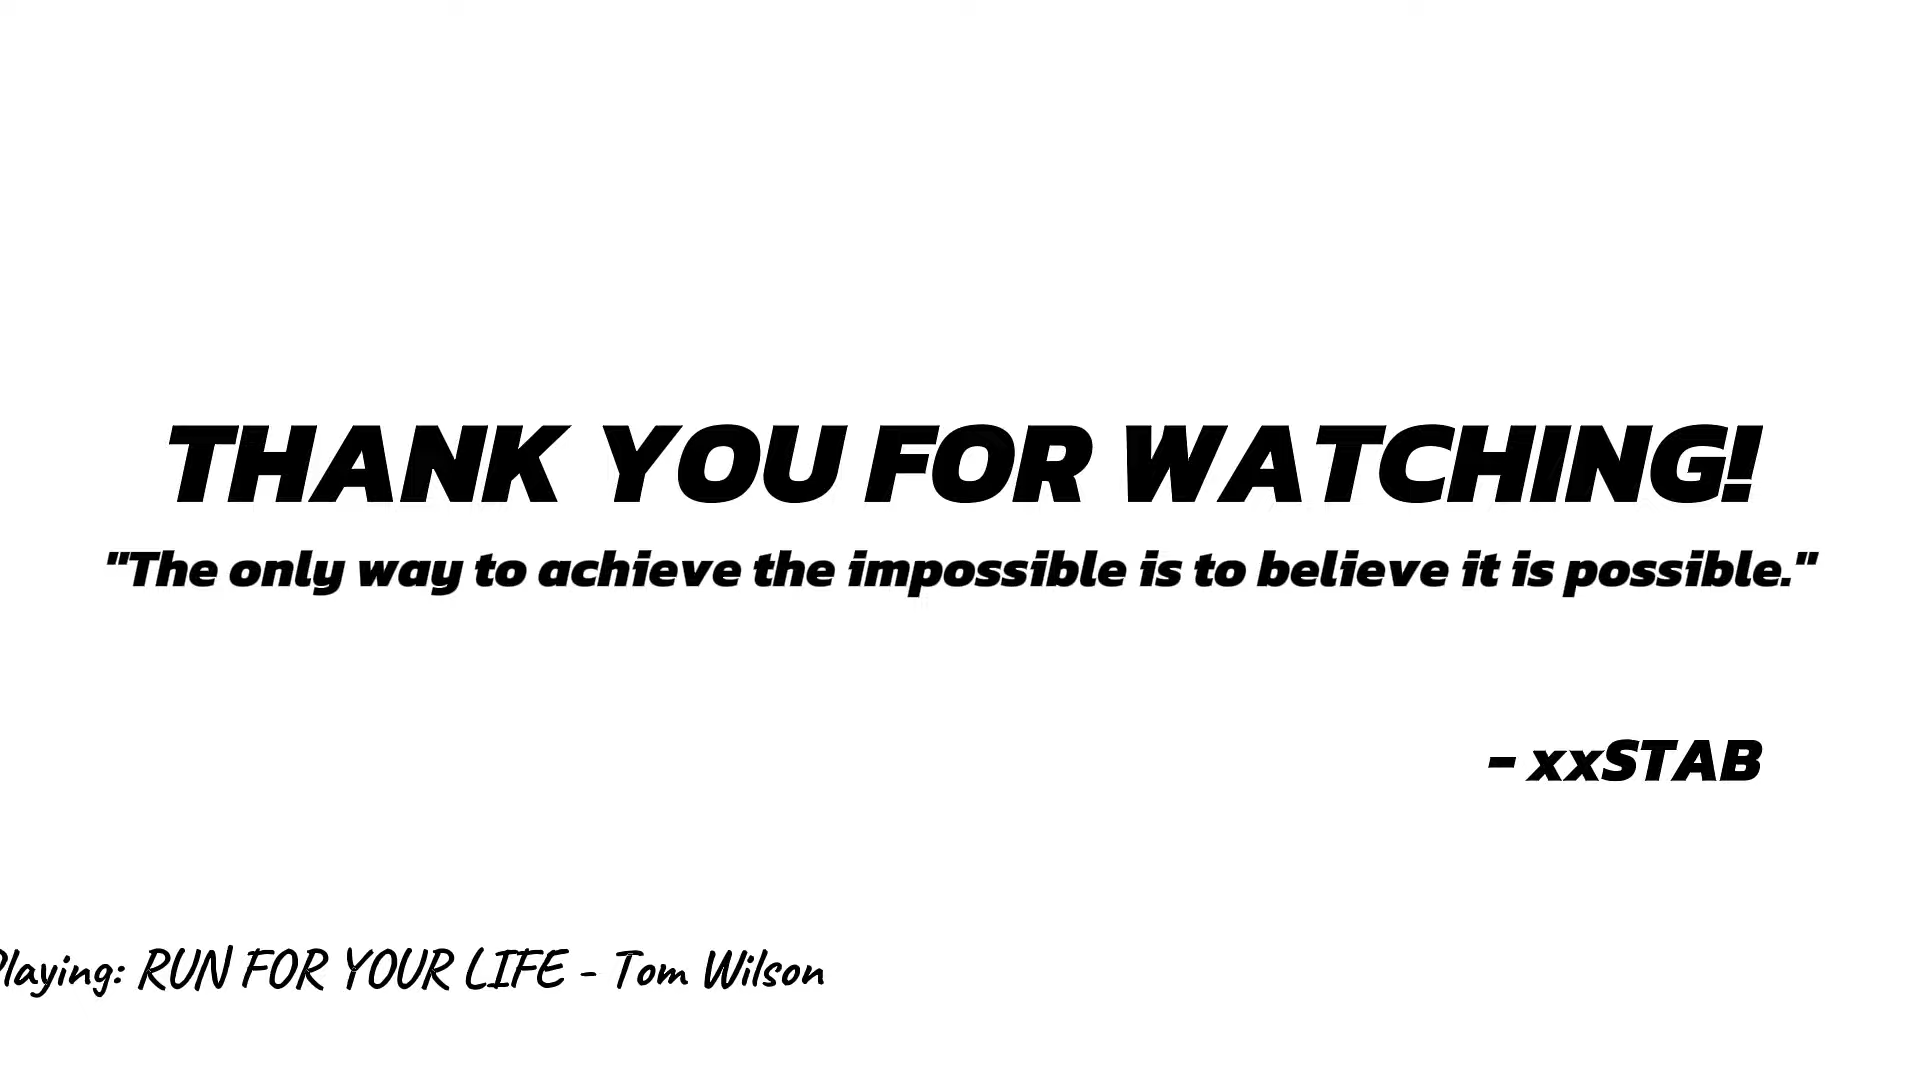 THANK YOU FOR WATCHING!
"The only way to achieve the impossible is to believe it is possible."
- xxSTAB
Playing: RUN FOR YOUR LIFE - Tom Wilson